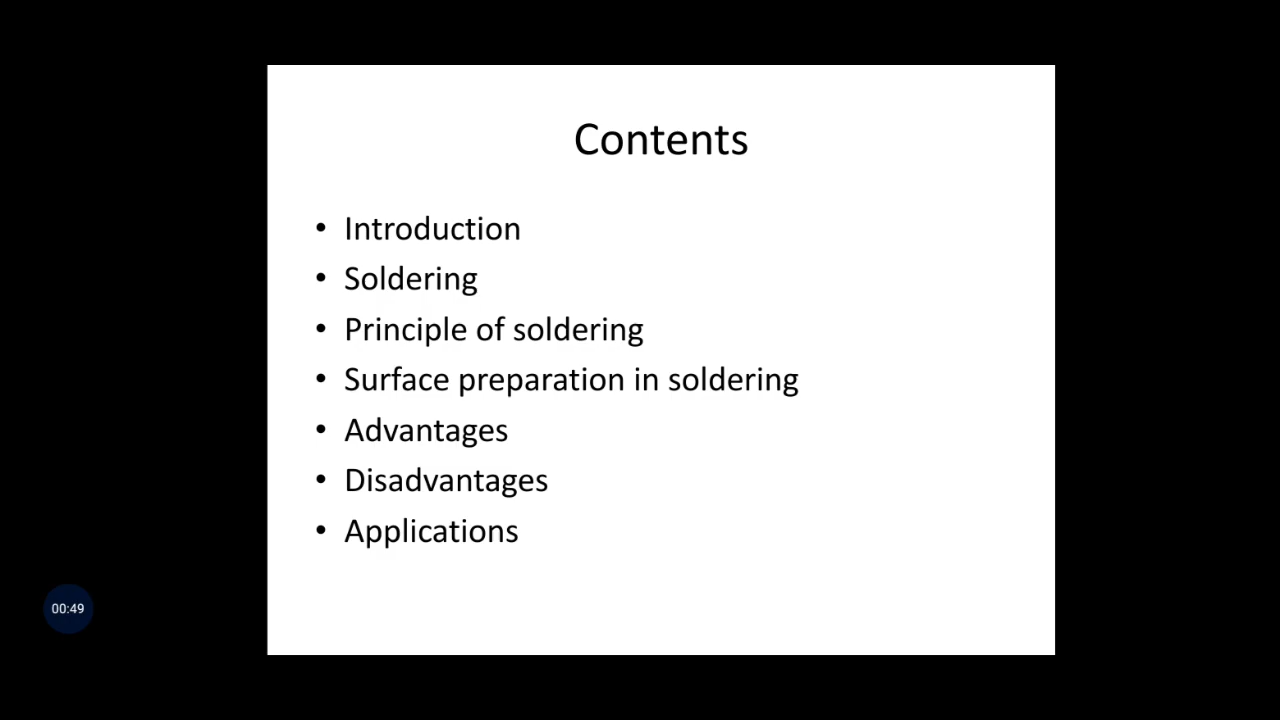 Contents
• Introduction
• Soldering
• Principle of soldering
• Surface preparation in soldering
• Advantages
• Disadvantages
• Applications
00:49